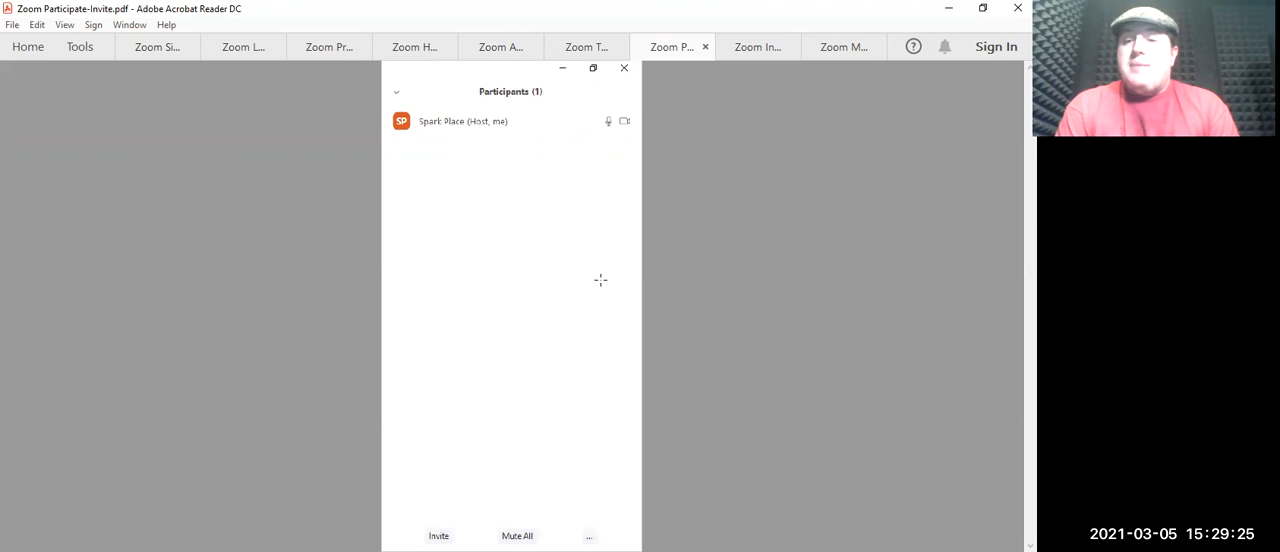 Zoom Participate-Invite.pdf - Adobe Acrobat Reader DC
File Edit View Sign Window Help
Home Tools Zoom Si... Zoom L... Zoom Pr... Zoom H... Zoom A... Zoom T... Zoom P... Zoom In... Zoom M... Sign In
Participants (1)
SP Spark Place (Host, me)
Invite Mute All ...
2021-03-05 15:29:25